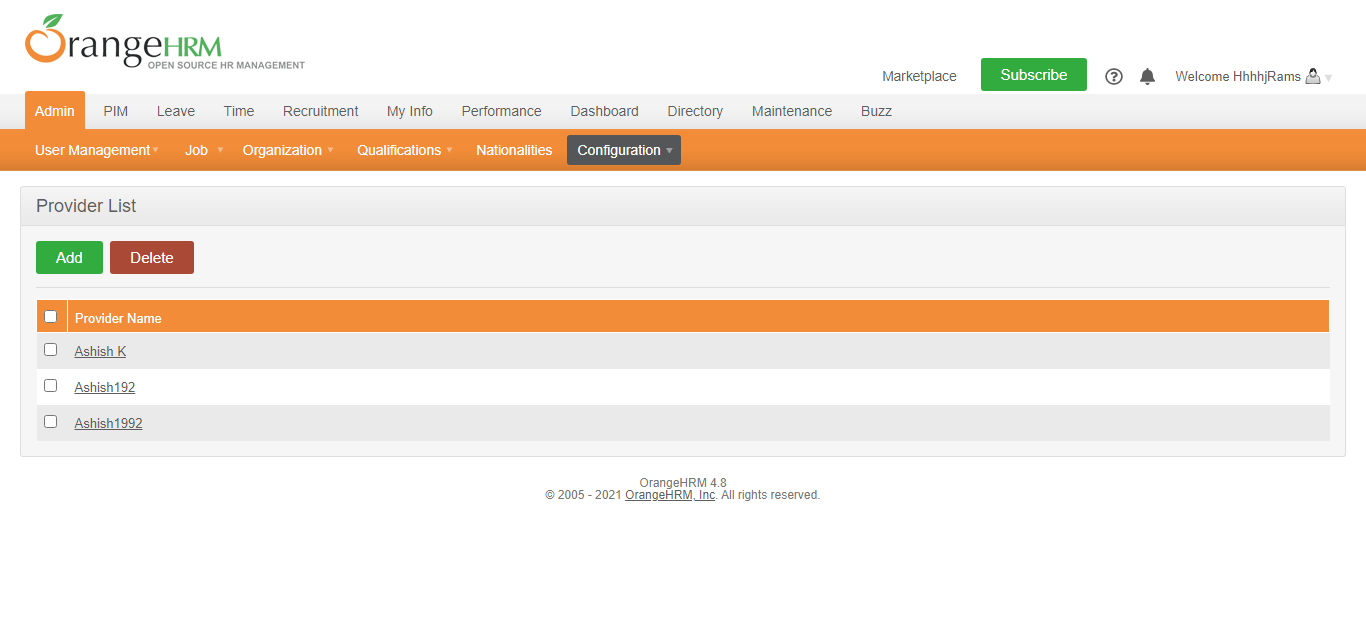 OrangeHRM
OPEN SOURCE HR MANAGEMENT
Marketplace Subscribe Welcome HhhhjRams
Admin PIM Leave Time Recruitment My Info Performance Dashboard Directory Maintenance Buzz
User Management Job Organization Qualifications Nationalities Configuration
Provider List
Add Delete
Provider Name
Ashish K
Ashish192
Ashish1992
OrangeHRM 4.8
© 2005 - 2021 OrangeHRM, Inc. All rights reserved.